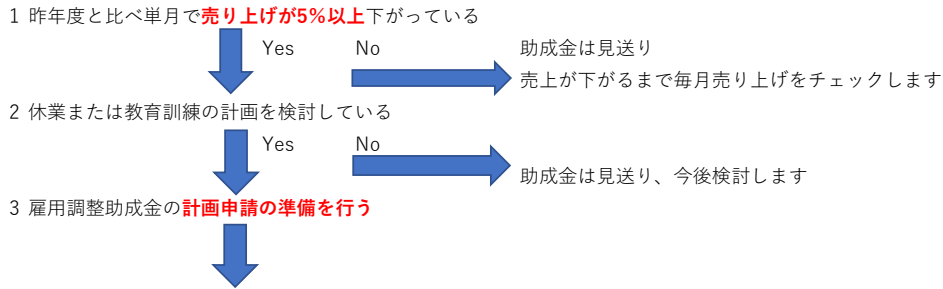 1 昨年度と比べ単月で売り上げが5%以上下がっている
Yes No 助成金は見送り
売上が下がるまで毎月売り上げをチェックします
2 休業または教育訓練の計画を検討している
Yes No
助成金は見送り、今後検討します
3 雇用調整助成金の計画申請の準備を行う